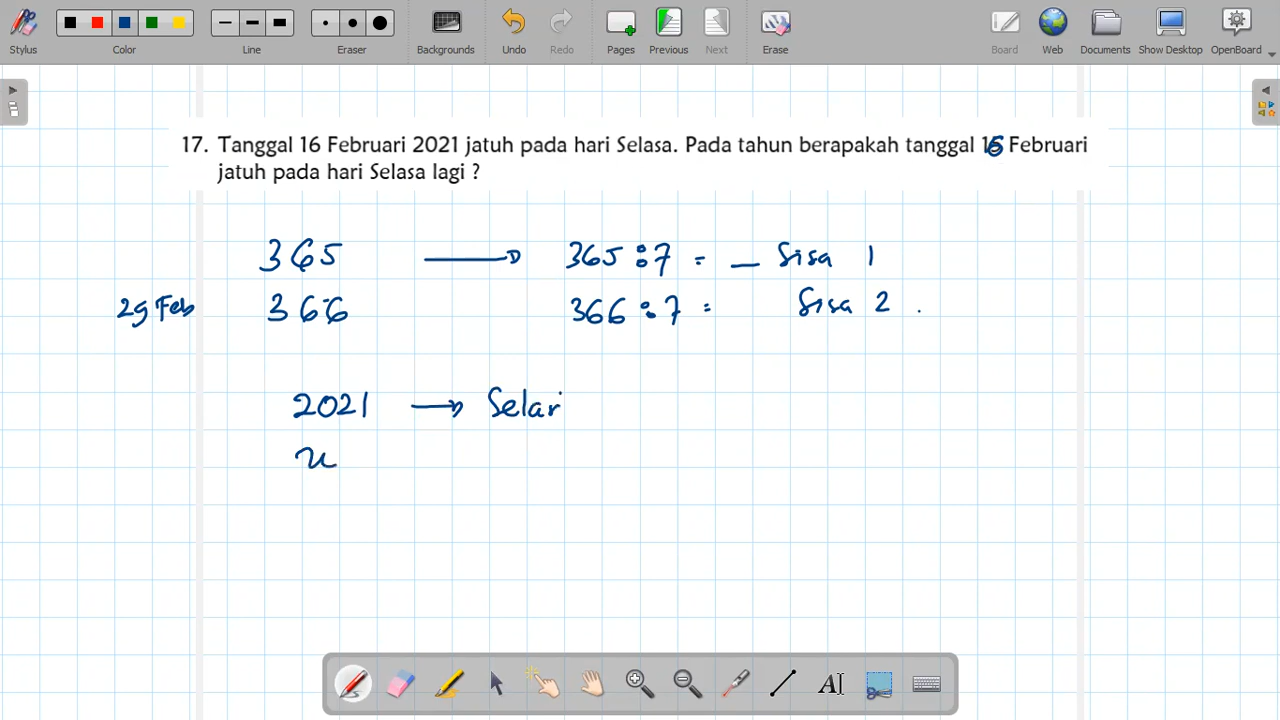 Stylus Color Line Eraser Backgrounds Undo Redo Pages Previous Next Erase Board Web Documents Show Desktop OpenBoard
17. Tanggal 16 Februari 2021 jatuh pada hari Selasa. Pada tahun berapakah tanggal 16 Februari
jatuh pada hari Selasa lagi ?
365 → 365 : 7 = _ Sisa 1
29 Feb 366 366 : 7 = Sisa 2 .
2021 → Selari
AI